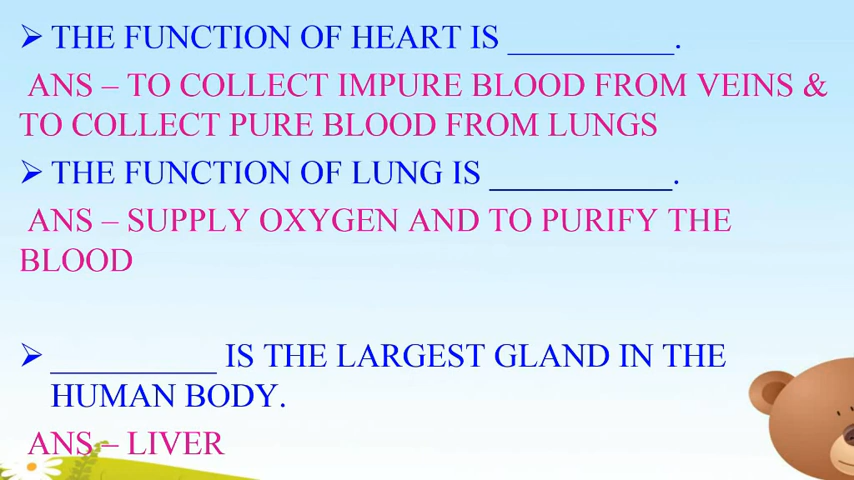 ➢ THE FUNCTION OF HEART IS __________.
ANS – TO COLLECT IMPURE BLOOD FROM VEINS &
TO COLLECT PURE BLOOD FROM LUNGS
➢ THE FUNCTION OF LUNG IS ___________.
ANS – SUPPLY OXYGEN AND TO PURIFY THE
BLOOD
➢ __________ IS THE LARGEST GLAND IN THE
HUMAN BODY.
ANS – LIVER